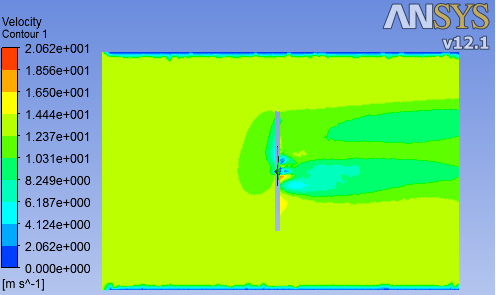 Velocity
Contour 1
2.062e+001
1.856e+001
1.650e+001
1.444e+001
1.237e+001
1.031e+001
8.249e+000
6.187e+000
4.124e+000
2.062e+000
0.000e+000
[m s^-1]
ANSYS
v12.1